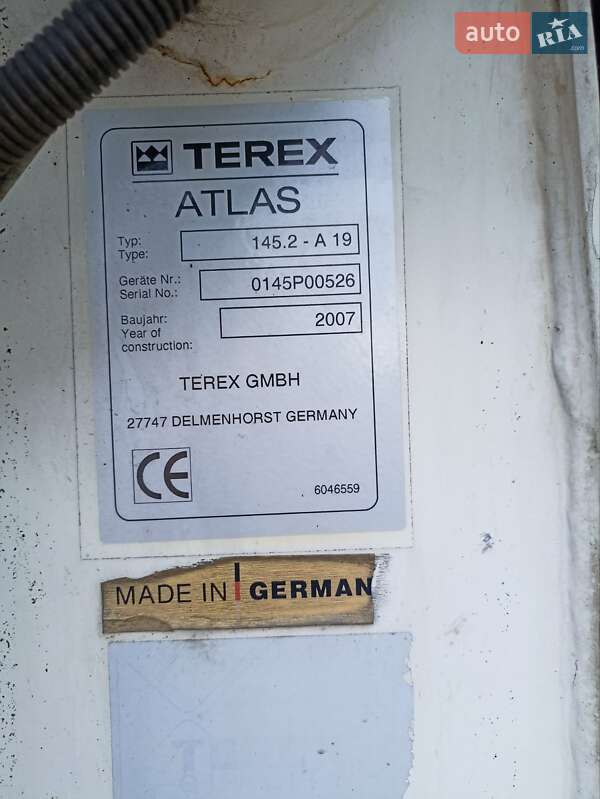 auto RIA.com
TEREX
ATLAS
Typ: 145.2 - A 19
Type:
Geräte Nr.: 0145P00526
Serial No.:
Baujahr: 2007
Year of
construction:
TEREX GMBH
27747 DELMENHORST GERMANY
CE
6046559
MADE IN GERMAN